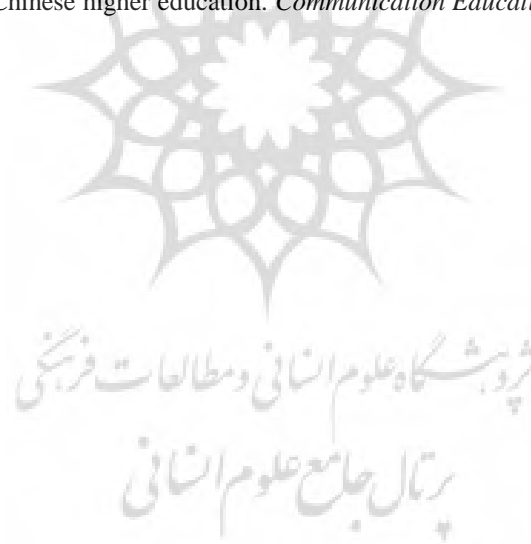 Chinese higher education. Communication Educati
پژوهشگاه علوم انسانی و مطالعات فرهنگی
پرتال جامع علوم انسانی